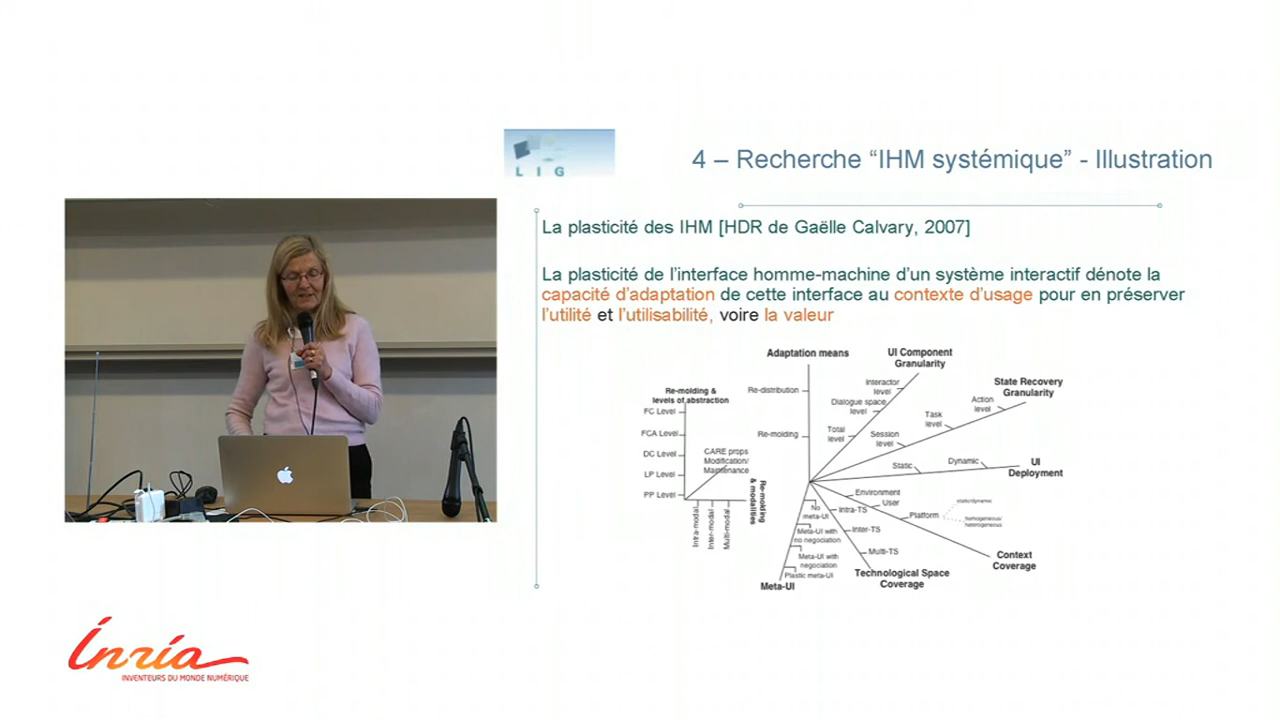 LIG
4 – Recherche “IHM systémique” - Illustration
La plasticité des IHM [HDR de Gaëlle Calvary, 2007]
La plasticité de l’interface homme-machine d’un système interactif dénote la
capacité d’adaptation de cette interface au contexte d’usage pour en préserver
l’utilité et l’utilisabilité, voire la valeur
Adaptation means
Re-distribution
Re-molding
UI Component
Granularity
Interactor
level
Dialogue space
level
Total
level
State Recovery
Granularity
Action
level
Task
level
Session
level
UI
Deployment
Static
Dynamic
Re-molding &
levels of abstraction
FC Level
FCA Level
DC Level
LP Level
PP Level
CARE props
Modification/
Maintenance
Re-molding
& modalities
Intra-modal
Inter-modal
Multi-modal
Environment
User
Platform
static/dynamic
homogeneous/
heterogeneous
Context
Coverage
Intra-TS
Inter-TS
Multi-TS
Technological Space
Coverage
No
meta-UI
Meta-UI with
no negociation
Meta-UI with
negociation
Plastic meta-UI
Meta-UI
Inria
INVENTEURS DU MONDE NUMÉRIQUE